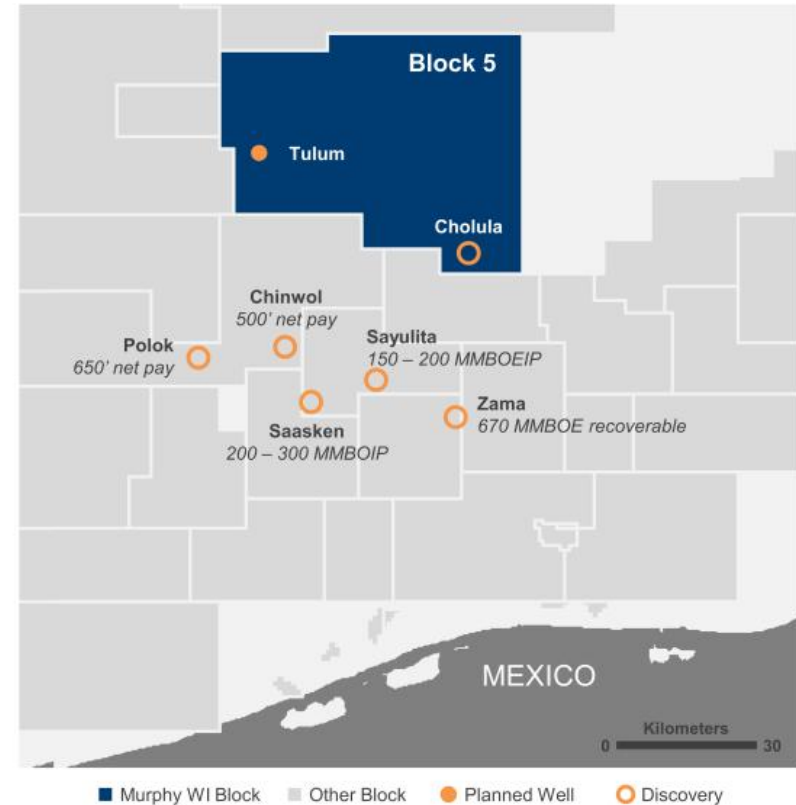 Block 5
Tulum
Cholula
Chinwol
500' net pay
Polok
650' net pay
Sayulita
150 – 200 MMBOEIP
Saasken
200 – 300 MMBOIP
Zama
670 MMBOE recoverable
MEXICO
Kilometers
0 30
Murphy WI Block Other Block Planned Well Discovery